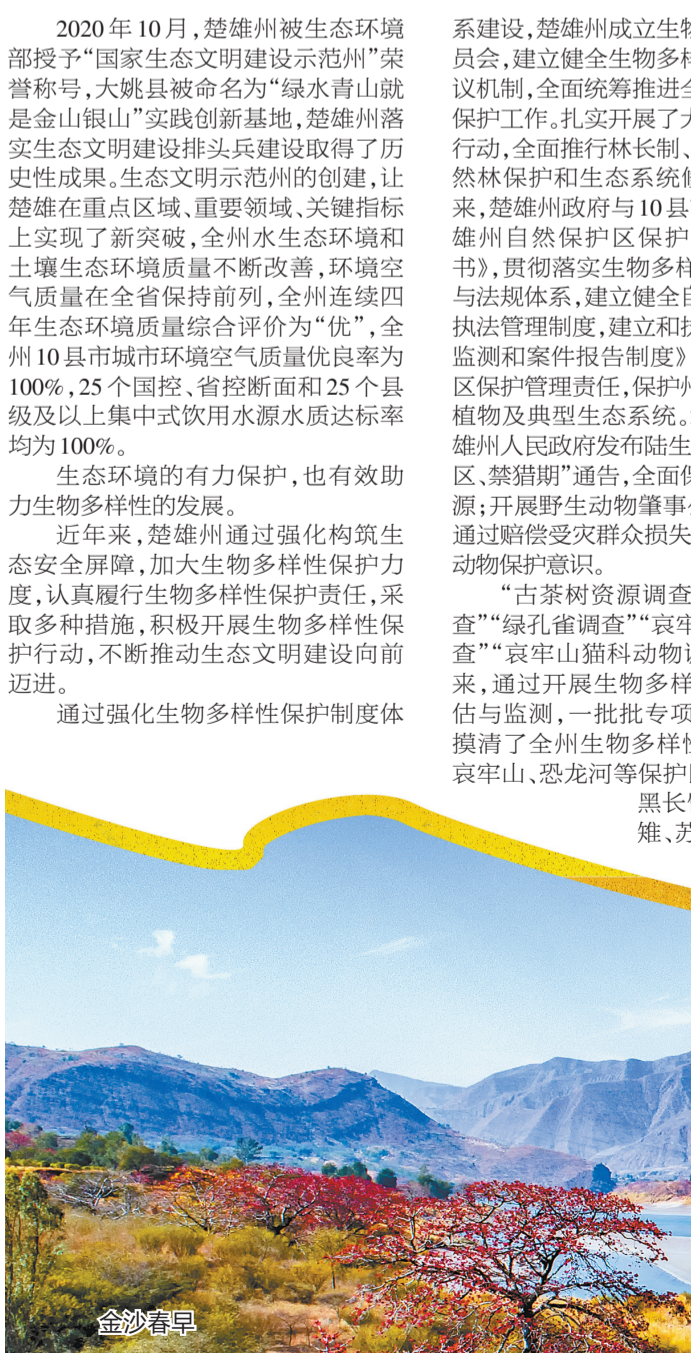 2020年10月,楚雄州被生态环境
部授予“国家生态文明建设示范州”荣
誉称号,大姚县被命名为“绿水青山就
是金山银山”实践创新基地,楚雄州落
实生态文明建设排头兵建设取得了历
史性成果。生态文明示范州的创建,让
楚雄在重点区域、重要领域、关键指标
上实现了新突破,全州水生态环境和
土壤生态环境质量不断改善,环境空
气质量在全省保持前列,全州连续四
年生态环境质量综合评价为“优”,全
州10县市城市环境空气质量优良率为
100%,25个国控、省控断面和25个县
级及以上集中式饮用水源水质达标率
均为100%。
生态环境的有力保护,也有效助
力生物多样性的发展。
近年来,楚雄州通过强化构筑生
态安全屏障,加大生物多样性保护力
度,认真履行生物多样性保护责任,采
取多种措施,积极开展生物多样性保
护行动,不断推动生态文明建设向前
迈进。
通过强化生物多样性保护制度体
系建设,楚雄州成立生物
员会,建立健全生物多样
议机制,全面统筹推进全
保护工作。扎实开展了大
行动,全面推行林长制、
然林保护和生态系统修
来,楚雄州政府与10县
雄州自然保护区保护
书》,贯彻落实生物多样
与法规体系,建立健全自
执法管理制度,建立和执
监测和案件报告制度》
区保护管理责任,保护州
植物及典型生态系统。
雄州人民政府发布陆生
区、禁猎期”通告,全面保
源;开展野生动物肇事公
通过赔偿受灾群众损失
动物保护意识。
“古茶树资源调查
查”“绿孔雀调查”“哀牢
查”“哀牢山猫科动物调
来,通过开展生物多样
估与监测,一批批专项
摸清了全州生物多样性
哀牢山、恐龙河等保护区
黑长
雉、苏
金沙春早